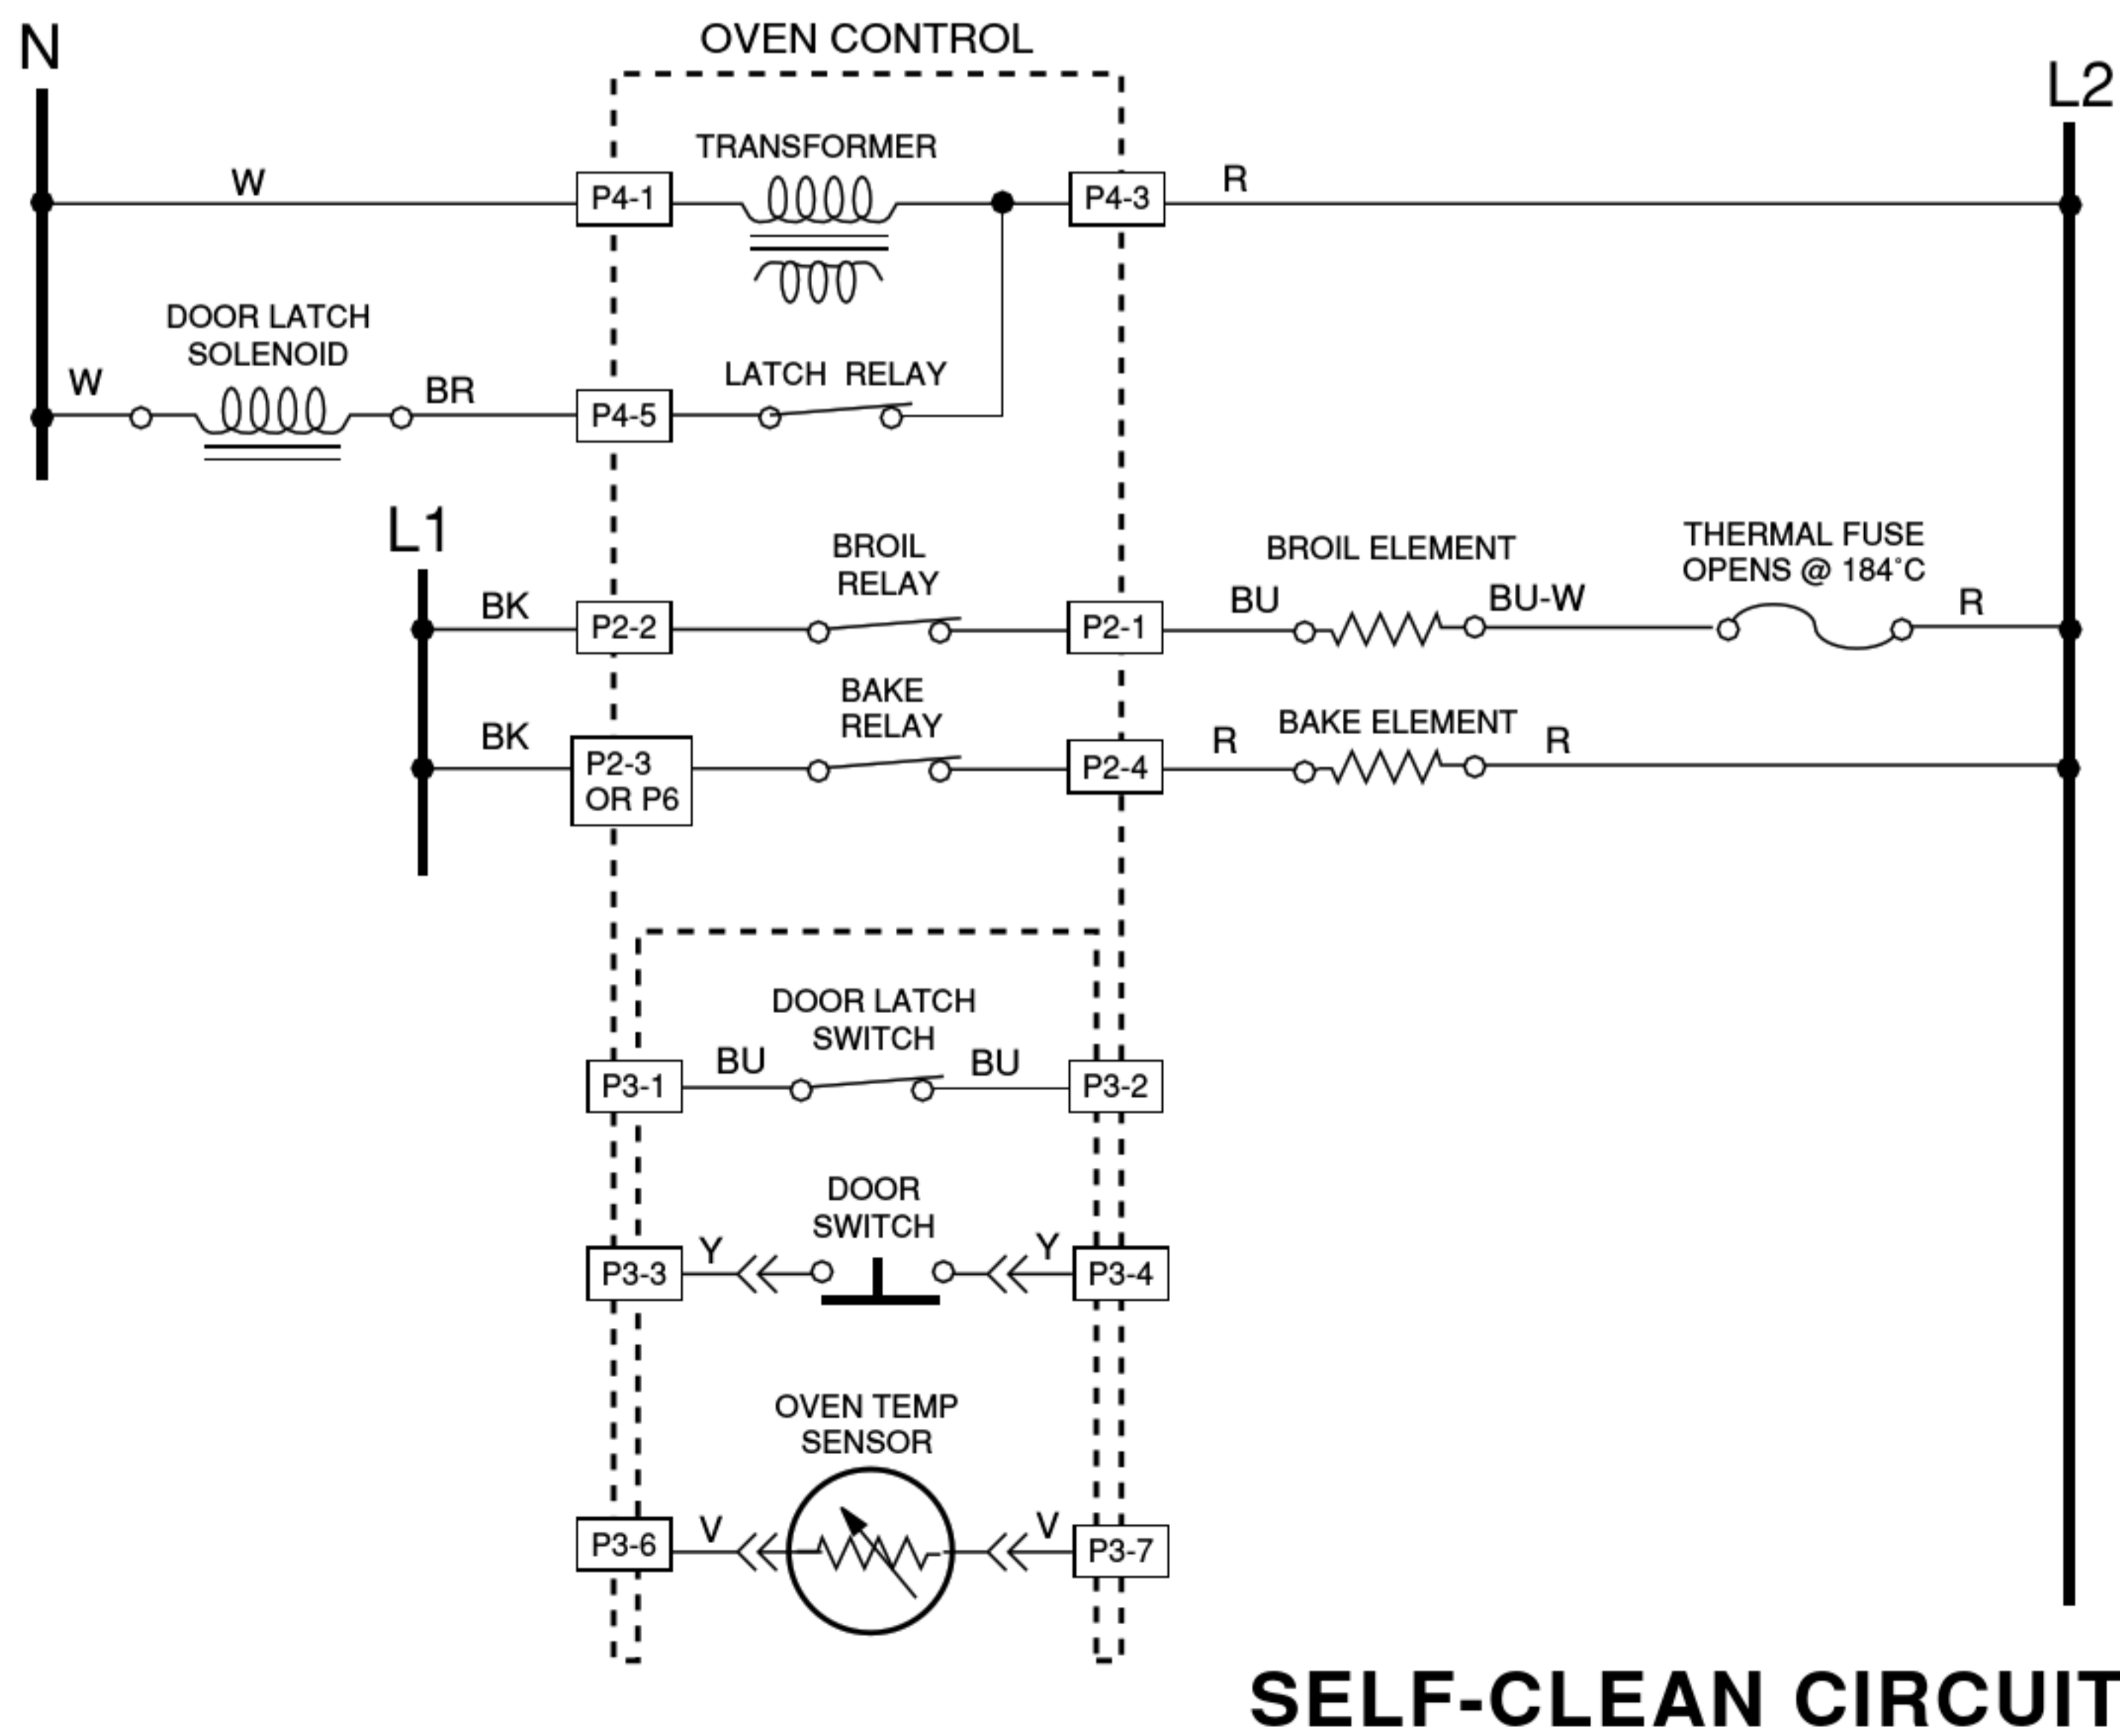 N
OVEN CONTROL
L2
TRANSFORMER
W
P4-1
P4-3
R
DOOR LATCH
SOLENOID
W
BR
P4-5
LATCH RELAY
L1
BROIL
RELAY
BROIL ELEMENT
THERMAL FUSE
OPENS @ 184°C
BK
P2-2
P2-1
BU
BU-W
R
BAKE
RELAY
BK
P2-3
OR P6
P2-4
R
BAKE ELEMENT
R
DOOR LATCH
SWITCH
P3-1
BU
BU
P3-2
DOOR
SWITCH
P3-3
Y
Y
P3-4
OVEN TEMP
SENSOR
P3-6
V
V
P3-7
SELF-CLEAN CIRCUIT